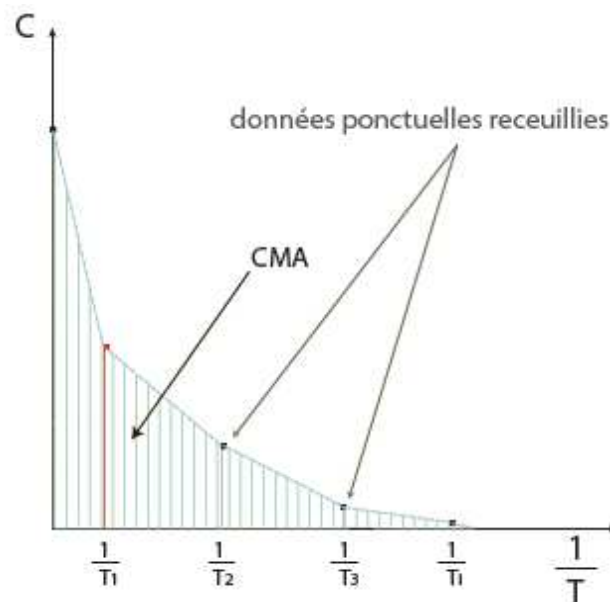 C
données ponctuelles receuillies
CMA
1/T1
1/T2
1/T3
1/Ti
1/T